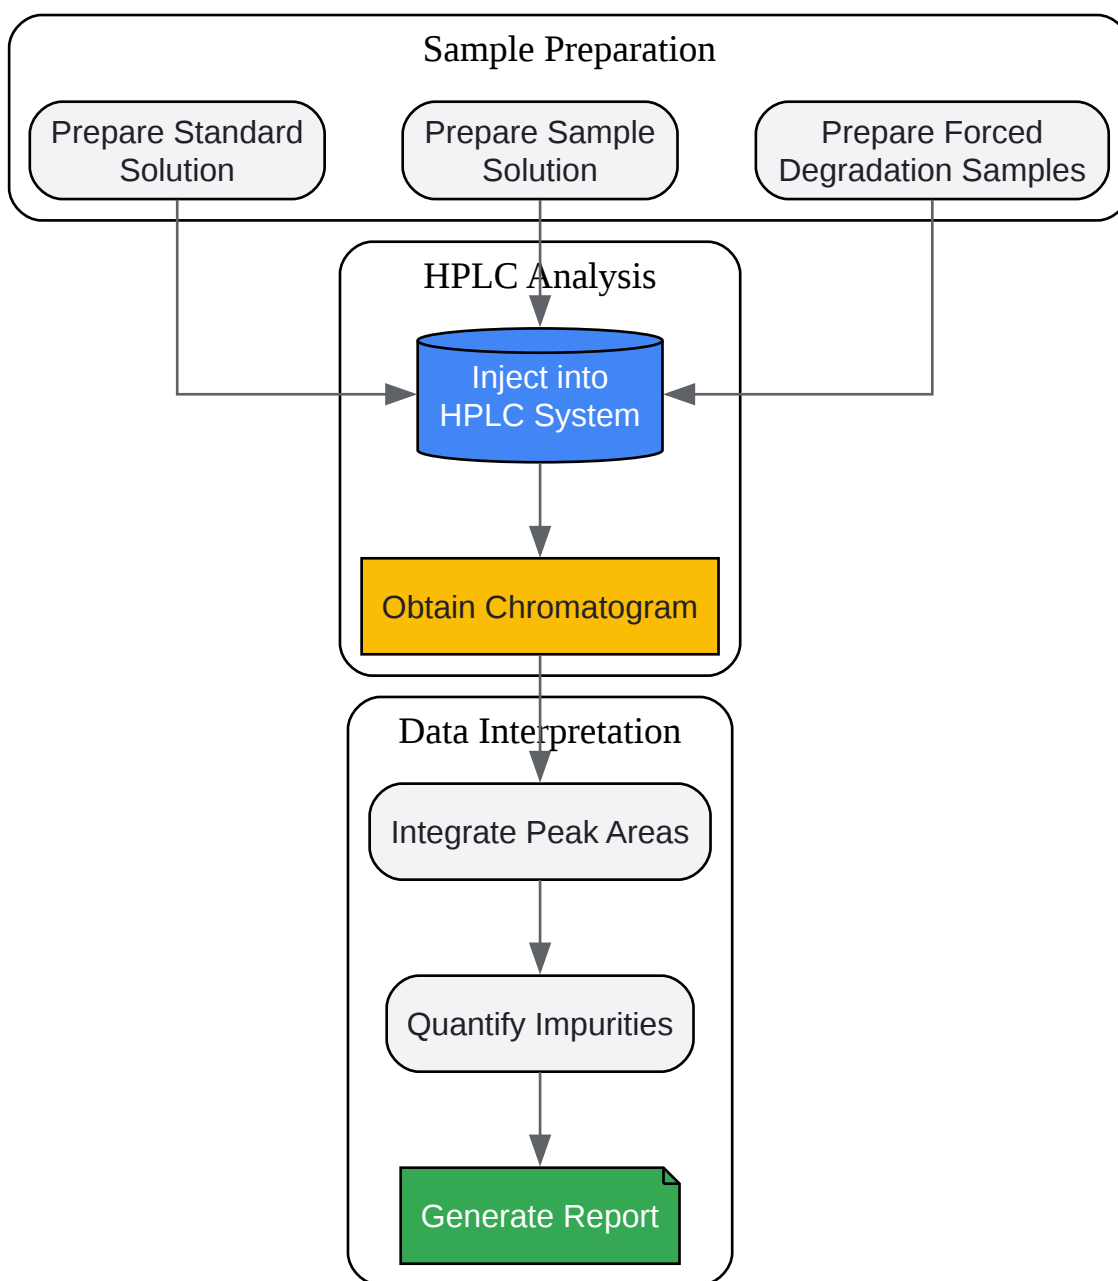 Sample Preparation
Prepare Standard
Solution
Prepare Sample
Solution
Prepare Forced
Degradation Samples
HPLC Analysis
Inject into
HPLC System
Obtain Chromatogram
Data Interpretation
Integrate Peak Areas
Quantify Impurities
Generate Report